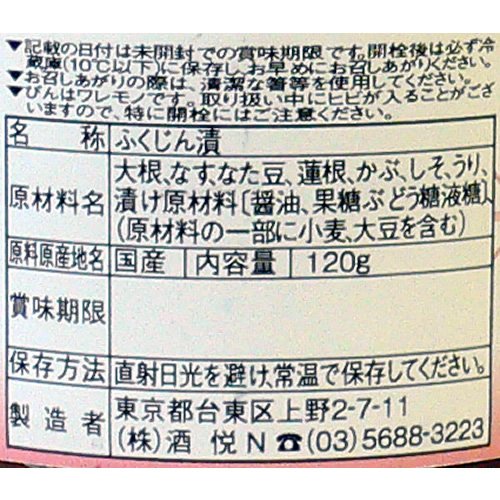 ▼記載の日付は未開封での賞味期限です。開栓後は必ず冷
蔵庫(10℃以下)に保存し、お早めにお召しあがりください。
▼お召しあがりの際は、清潔な箸等を使用してください。
▼びんはワレモノです。取り扱い中にヒビが入ることがござ
いますので、特に開栓にはご注意ください。
名 称 ふくじん漬
原材料名 大根、なす、なた豆、蓮根、かぶ、しそ、うり、
漬け原材料〔醤油、果糖ぶどう糖液糖〕、
(原材料の一部に小麦、大豆を含む)
原料原産地名 国産 内容量 120g
賞味期限
保存方法 直射日光を避け、常温で保存してください。
製造者 東京都台東区上野2-7-11
(株)酒 悦 N ☎(03)5688-3223